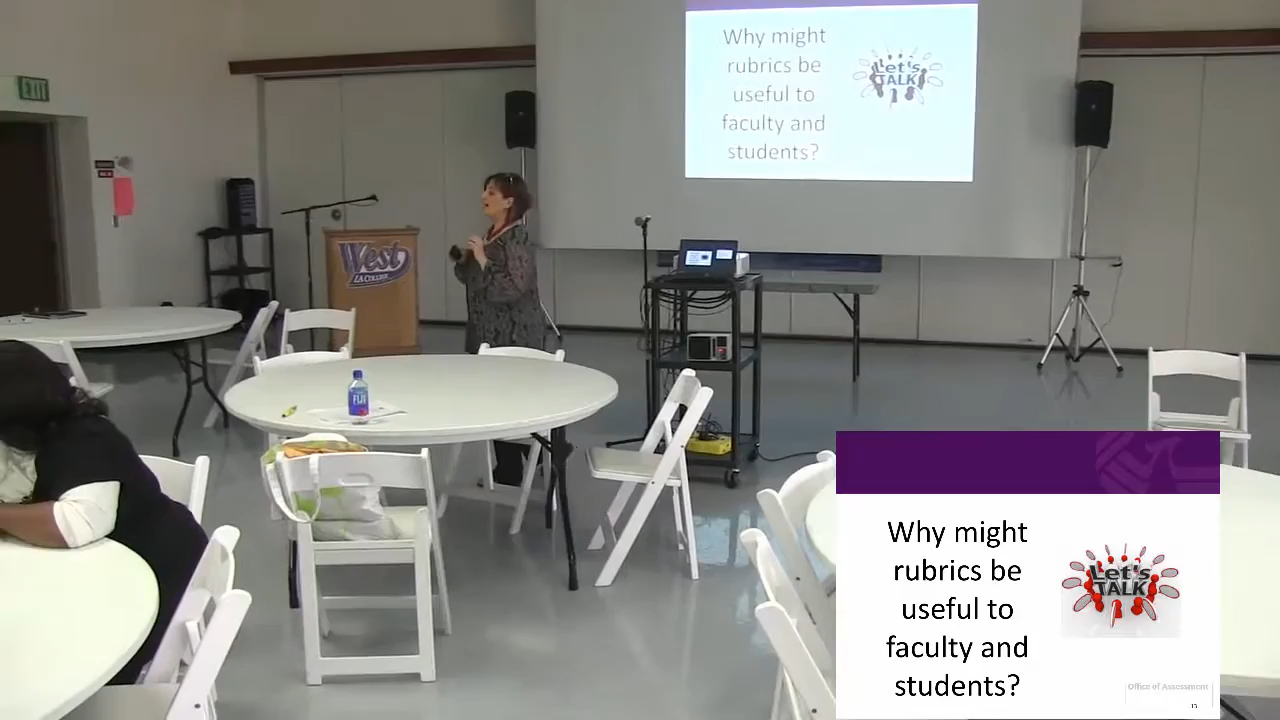 Why might
rubrics be
useful to
faculty and
students?
Let's
TALK
EXIT
West
LA COLLEGE
FIJI
Why might
rubrics be
useful to
faculty and
students?
Let's
TALK
Office of Assessment